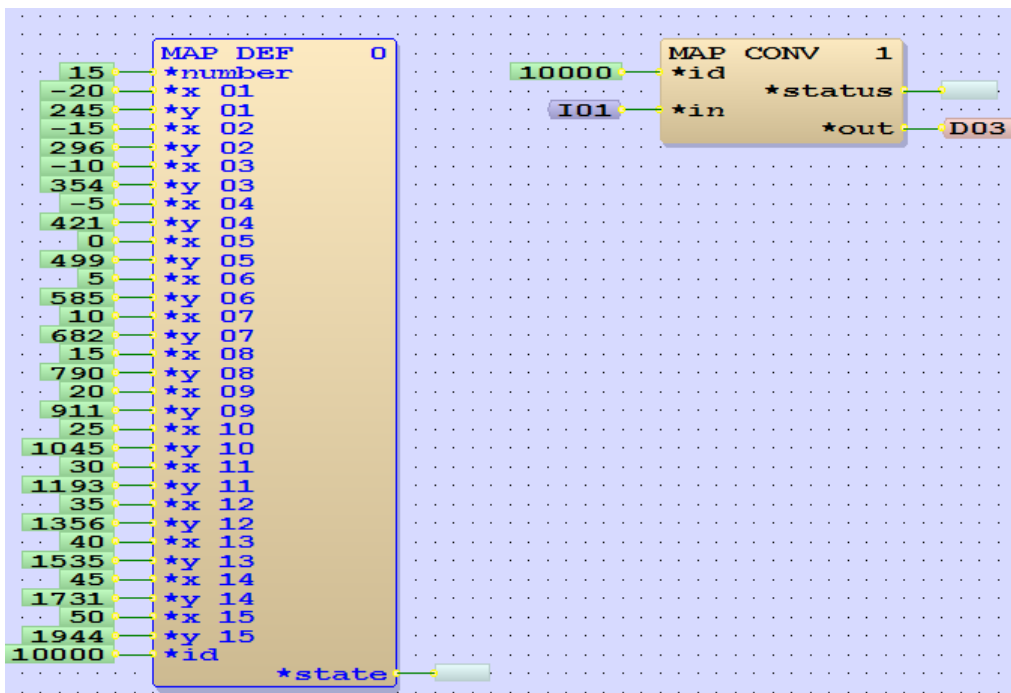 MAP DEF 0
15 *number
-20 *x 01
245 *y 01
-15 *x 02
296 *y 02
-10 *x 03
354 *y 03
-5 *x 04
421 *y 04
0 *x 05
499 *y 05
5 *x 06
585 *y 06
10 *x 07
682 *y 07
15 *x 08
790 *y 08
20 *x 09
911 *y 09
25 *x 10
1045 *y 10
30 *x 11
1193 *y 11
35 *x 12
1356 *y 12
40 *x 13
1535 *y 13
45 *x 14
1731 *y 14
50 *x 15
1944 *y 15
10000 *id
*state
MAP CONV 1
10000 *id
*status
I01 *in
*out D03